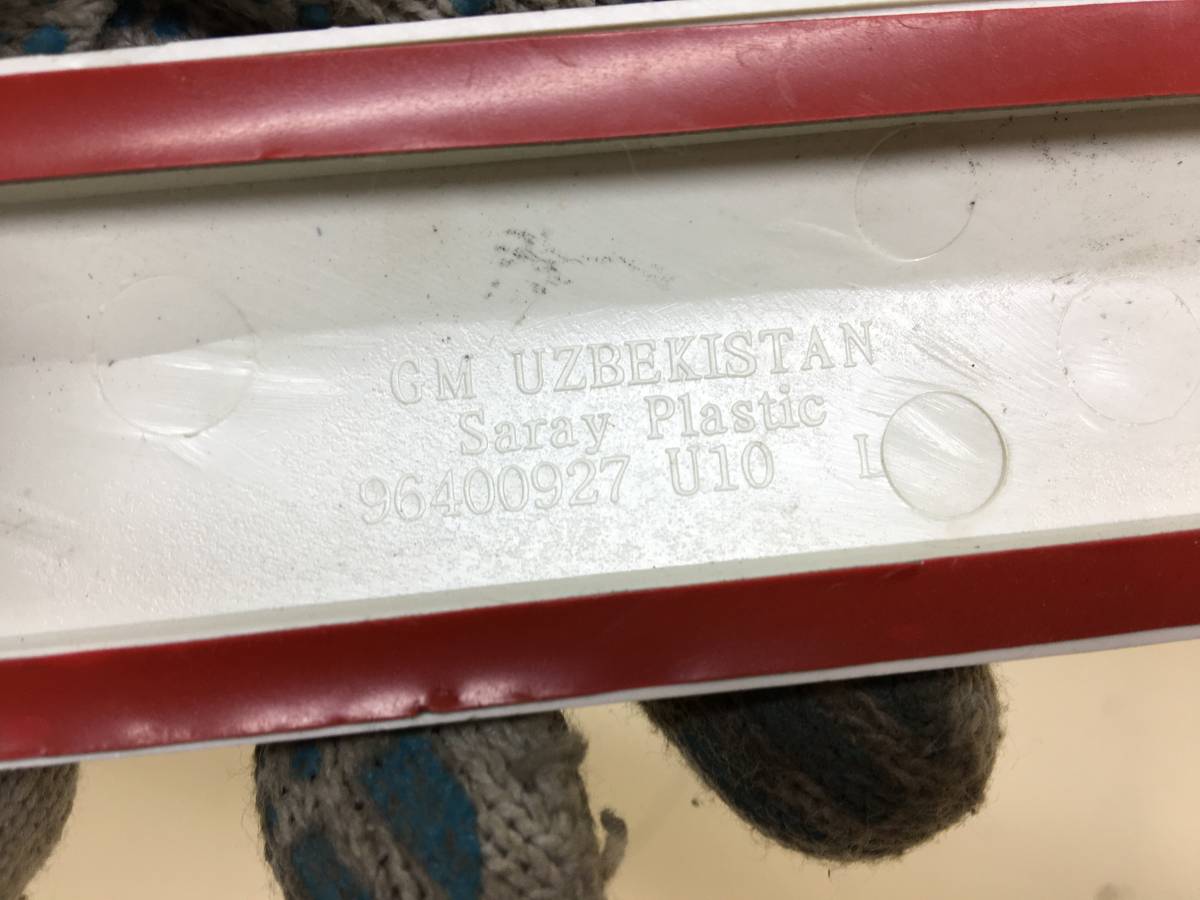 GM UZBEKISTAN
Saray Plastic
96400927 U10 L